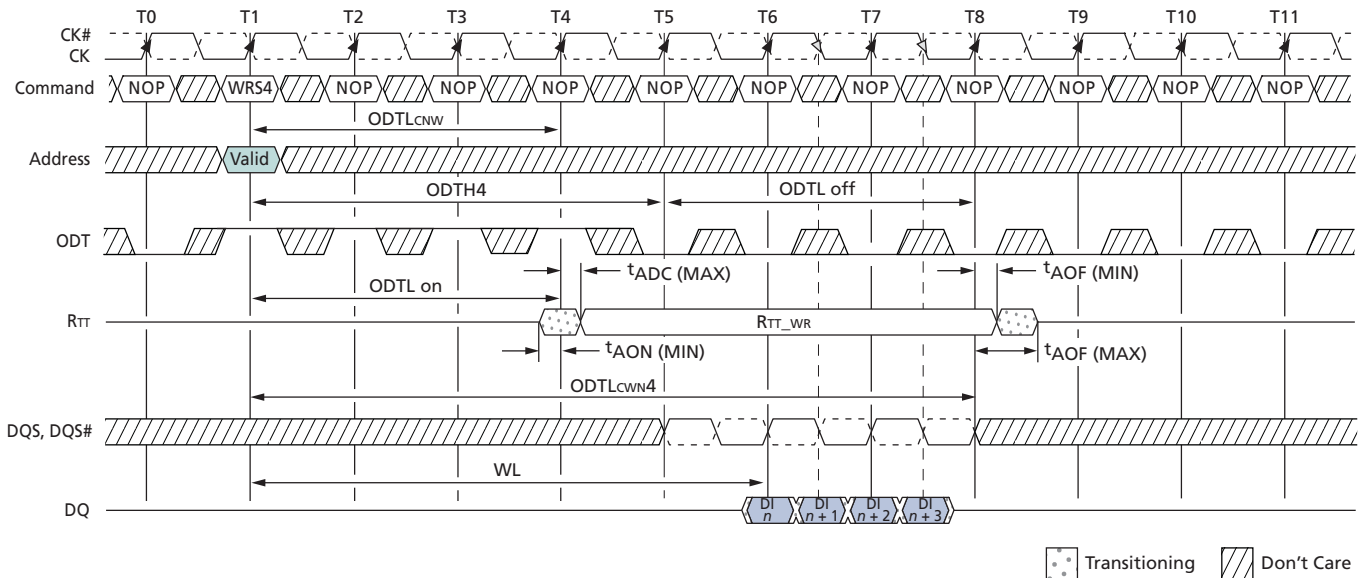 T0 T1 T2 T3 T4 T5 T6 T7 T8 T9 T10 T11
CK#
CK
Command NOP WRS4 NOP NOP NOP NOP NOP NOP NOP NOP NOP NOP
ODTLCNW
Address Valid
ODTH4 ODTL off
ODT
tADC (MAX) tAOF (MIN)
ODTL on
RTT RTT_WR
tAON (MIN) tAOF (MAX)
ODTLCWN4
DQS, DQS#
WL
DQ DI n DI n + 1 DI n + 2 DI n + 3
Transitioning Don't Care